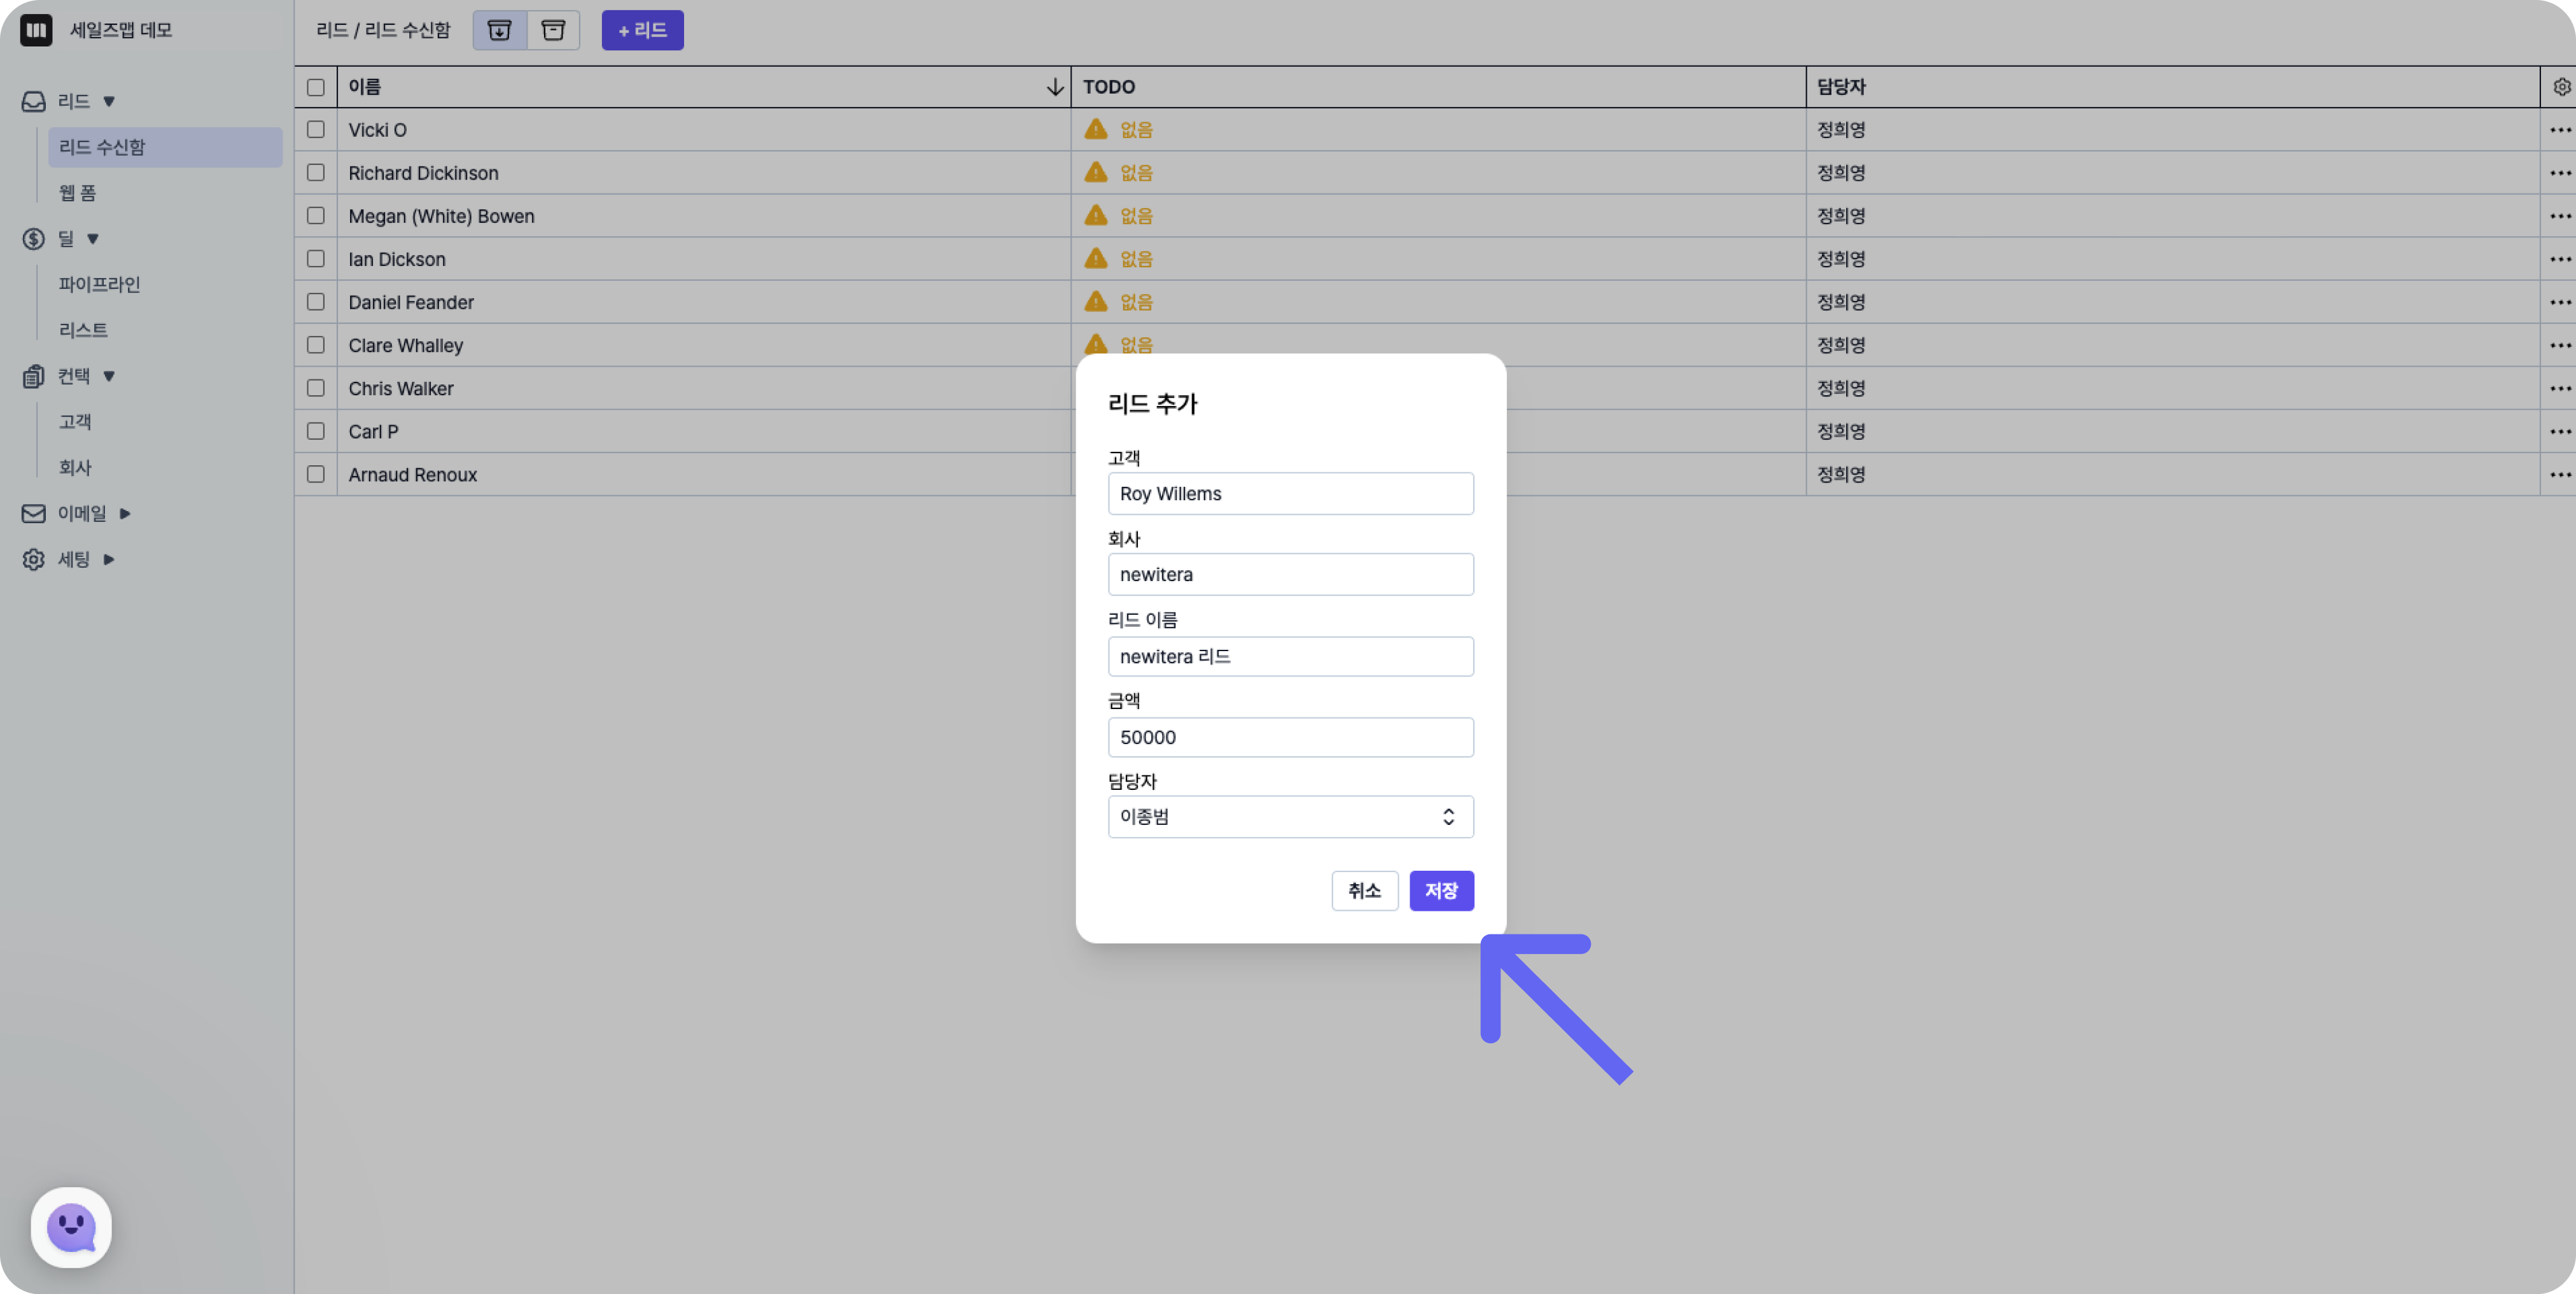 세일즈맵 데모
리드 / 리드 수신함
+ 리드
리드
리드 수신함
웹 폼
딜
파이프라인
리스트
컨택
고객
회사
이메일
세팅
이름 TODO 담당자
Vicki O 없음 정희영
Richard Dickinson 없음 정희영
Megan (White) Bowen 없음 정희영
Ian Dickson 없음 정희영
Daniel Feander 없음 정희영
Clare Whalley 없음 정희영
Chris Walker 정희영
Carl P 정희영
Arnaud Renoux 정희영
리드 추가
고객
Roy Willems
회사
newitera
리드 이름
newitera 리드
금액
50000
담당자
이종범
취소 저장